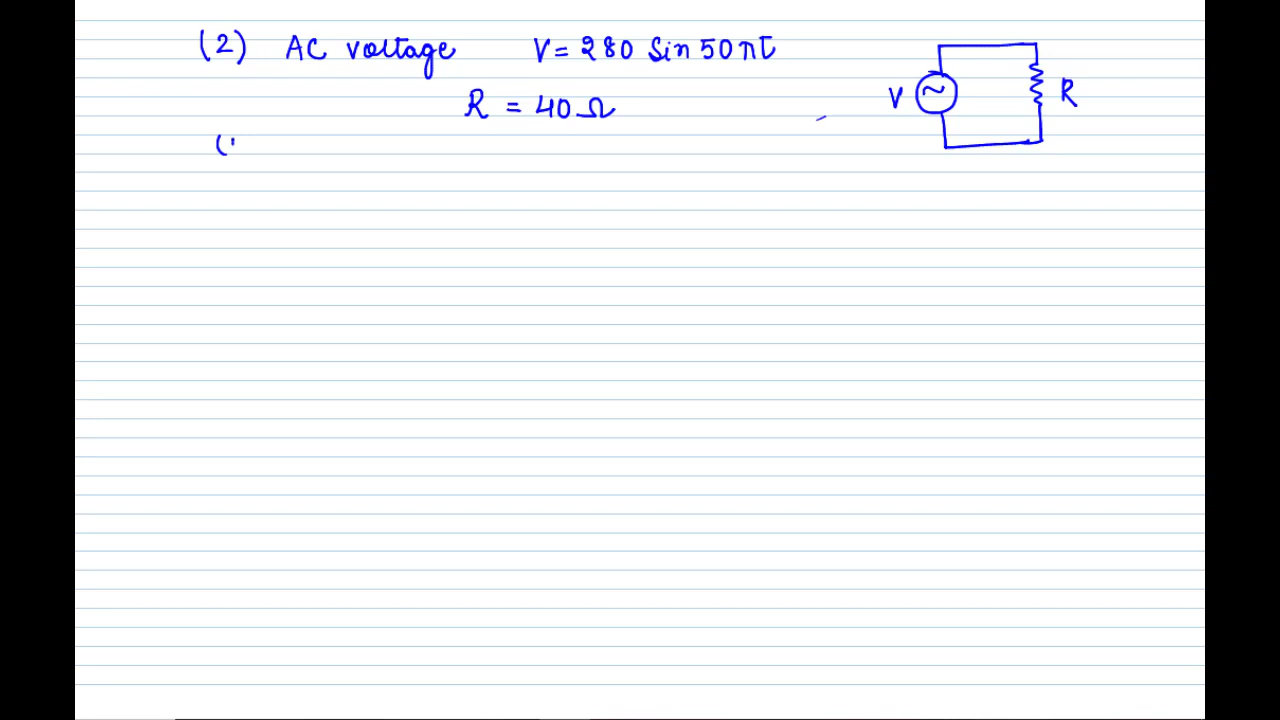 (2) AC voltage V = 280 Sin 50πt
R = 40 Ω
V R
(